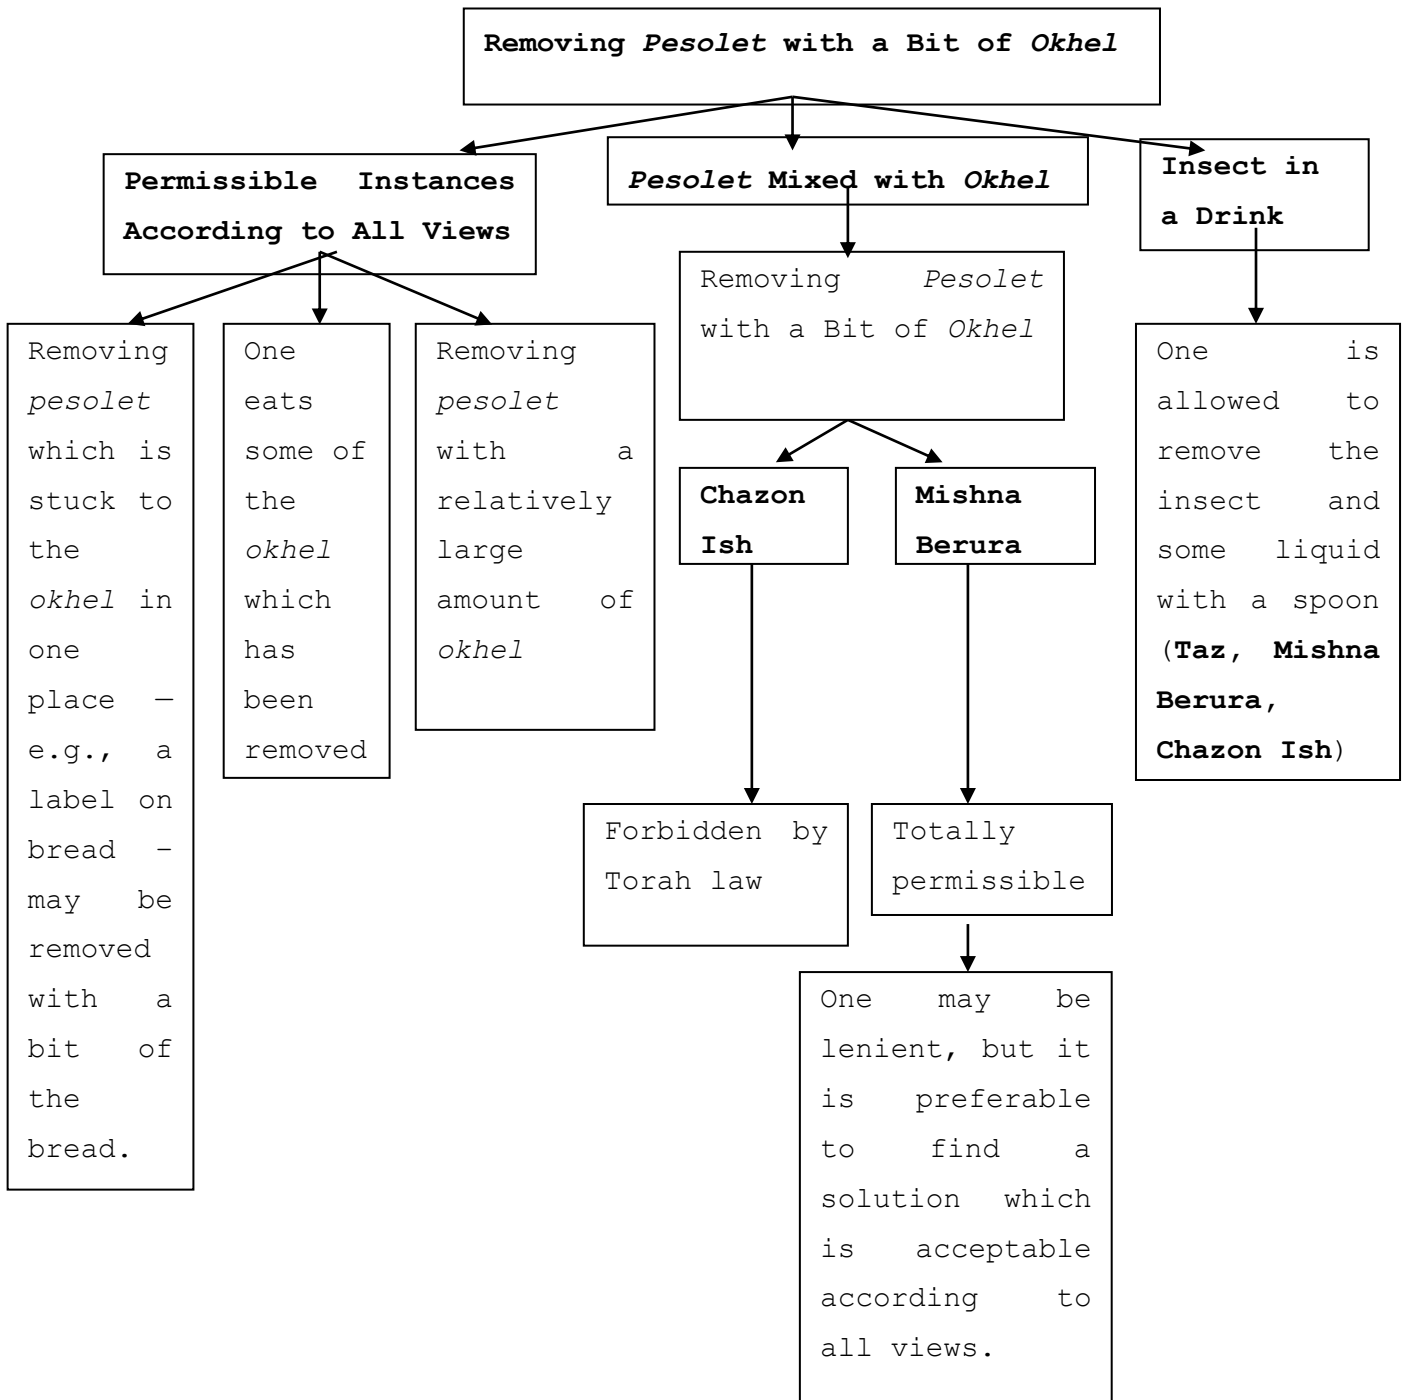 Removing Pesolet with a Bit of Okhel
Permissible Instances
According to All Views
Pesolet Mixed with Okhel
Insect in
a Drink
Removing
pesolet
which is
stuck to
the
okhel in
one
place —
e.g., a
label on
bread –
may be
removed
with a
bit of
the
bread.
One
eats
some of
the
okhel
which
has
been
removed
Removing
pesolet
with a
relatively
large
amount of
okhel
Removing Pesolet
with a Bit of Okhel
Chazon
Ish
Mishna
Berura
Forbidden by
Torah law
Totally
permissible
One may be
lenient, but it
is preferable
to find a
solution which
is acceptable
according to
all views.
One is
allowed to
remove the
insect and
some liquid
with a spoon
(Taz, Mishna
Berura,
Chazon Ish)